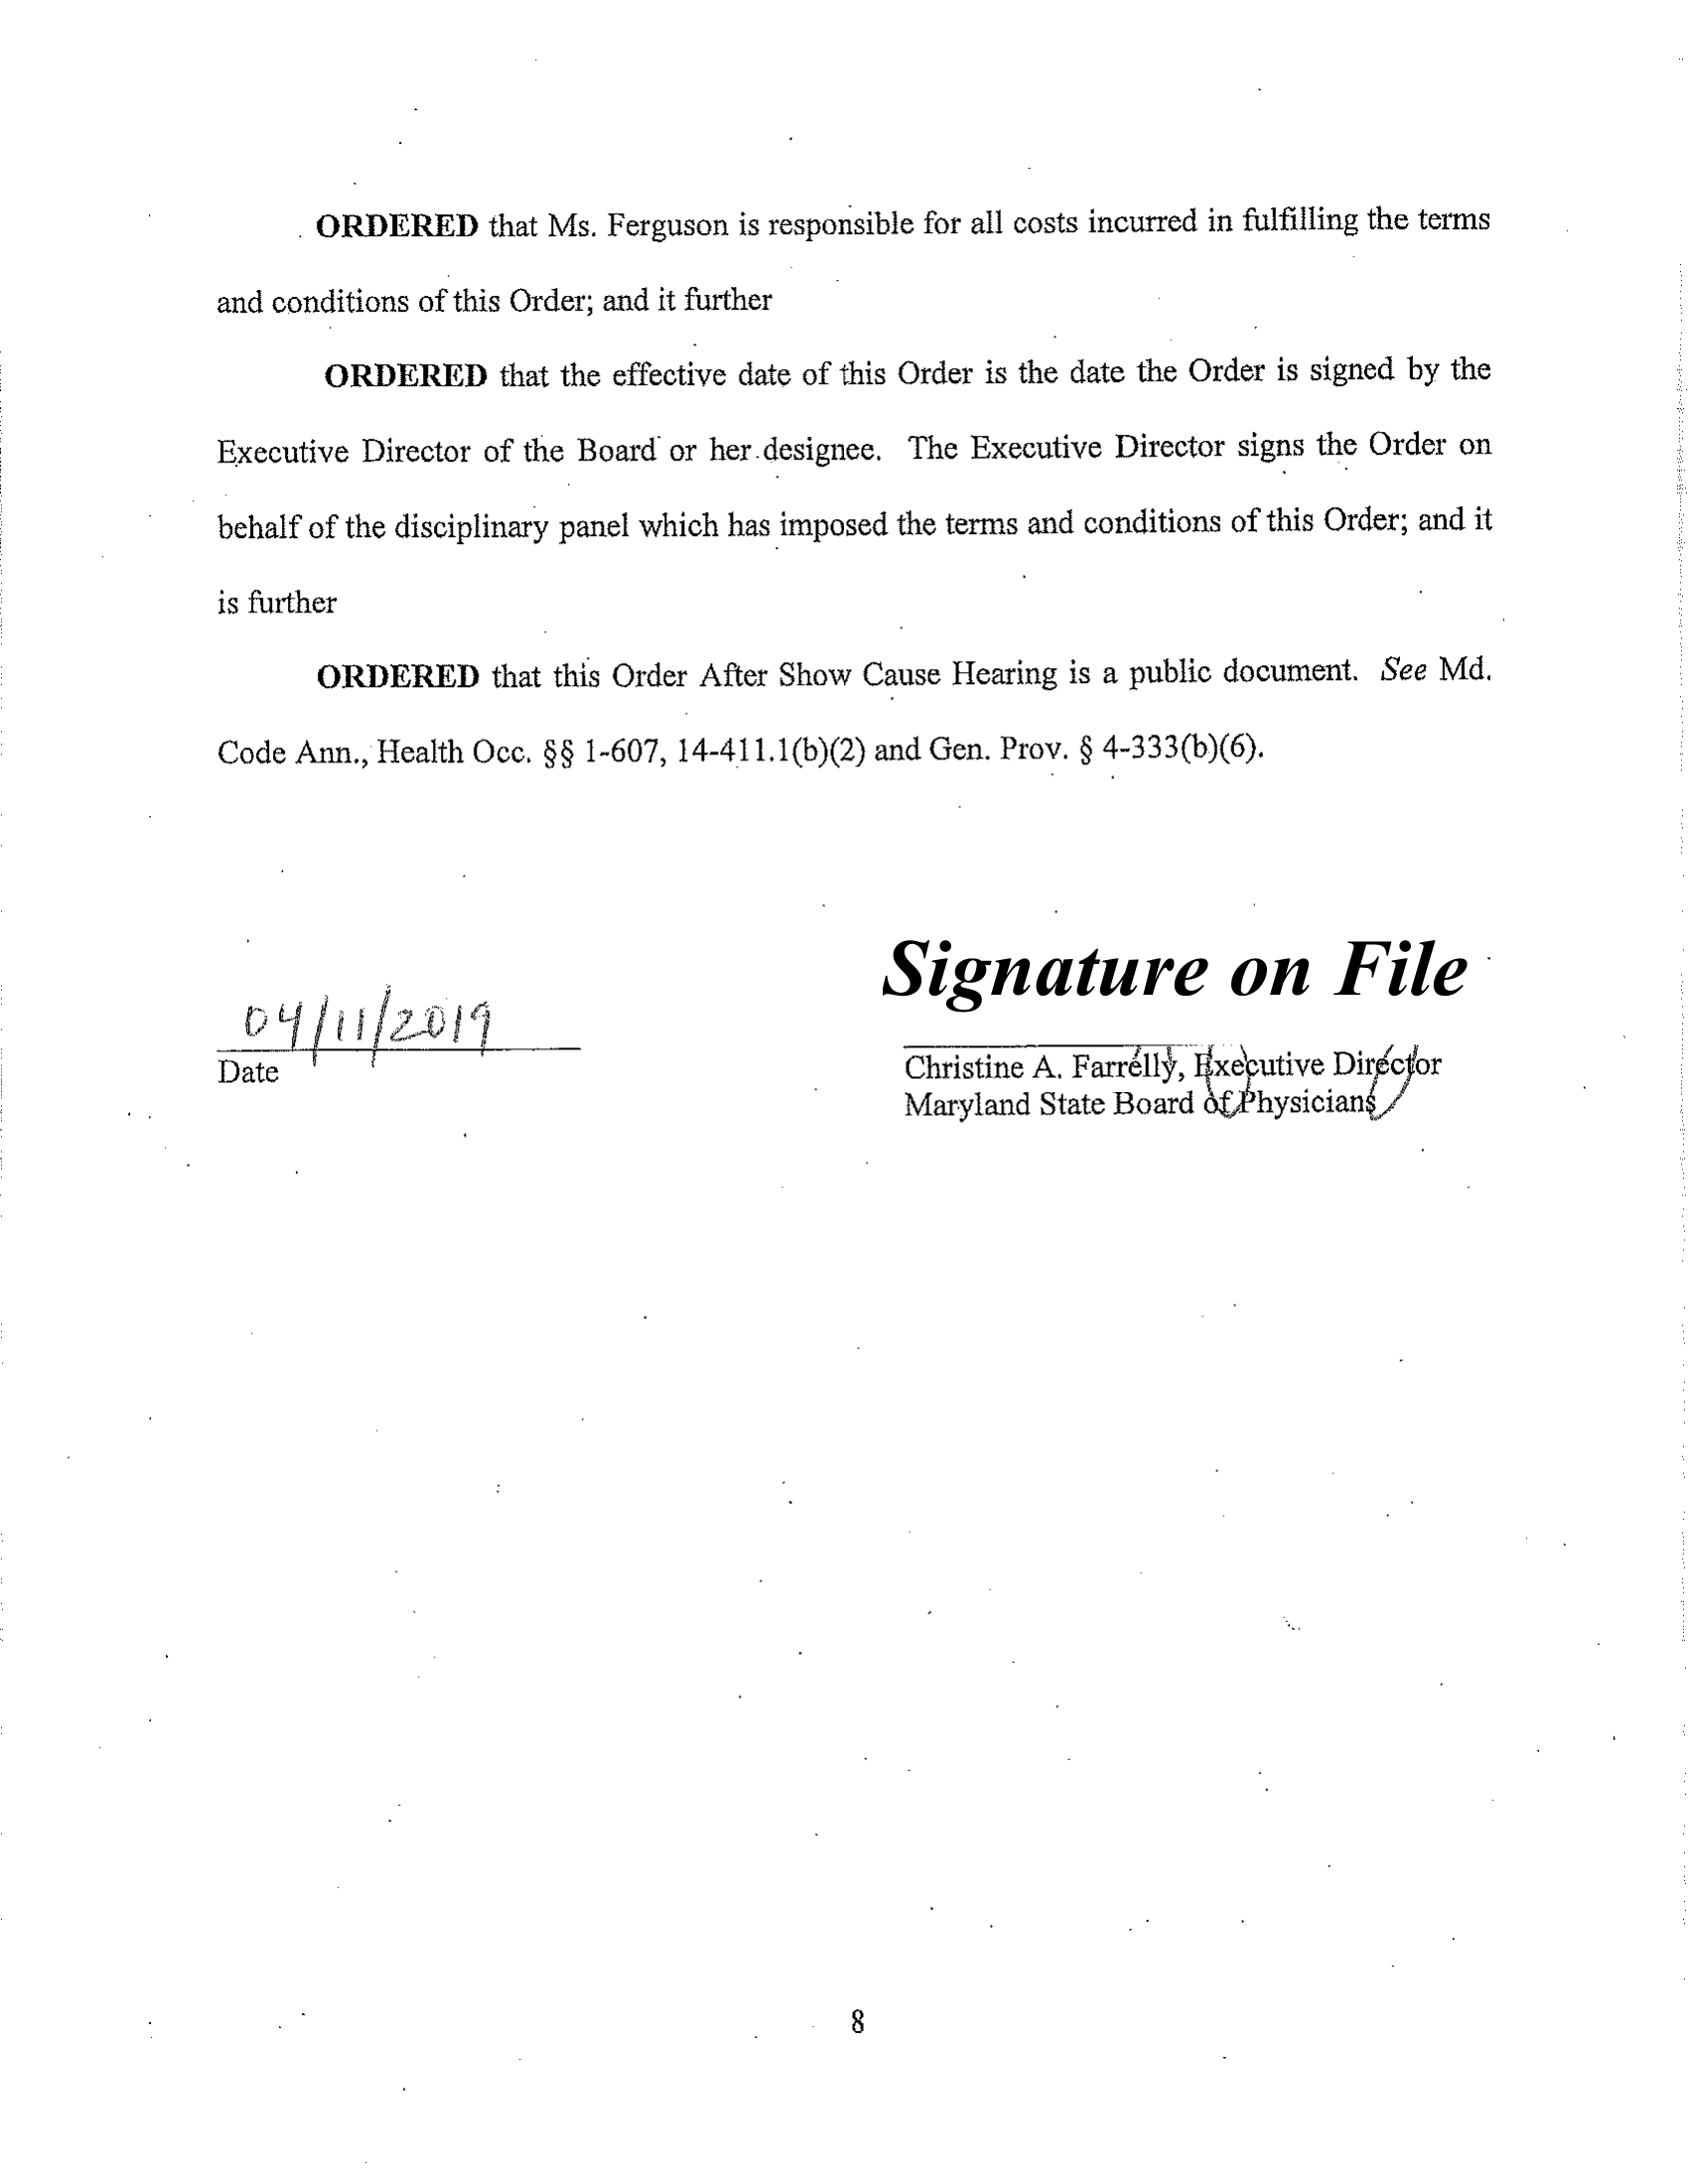 ORDERED that Ms. Ferguson is responsible for all costs incurred in fulfilling the terms
and conditions of this Order; and it further
ORDERED that the effective date of this Order is the date the Order is signed by the
Executive Director of the Board or her designee. The Executive Director signs the Order on
behalf of the disciplinary panel which has imposed the terms and conditions of this Order; and it
is further
ORDERED that this Order After Show Cause Hearing is a public document. See Md.
Code Ann., Health Occ. §§ 1-607, 14-411.1(b)(2) and Gen. Prov. § 4-333(b)(6).
Signature on File
04/11/2019
Date
Christine A. Farrelly, Executive Director
Maryland State Board of Physicians
8